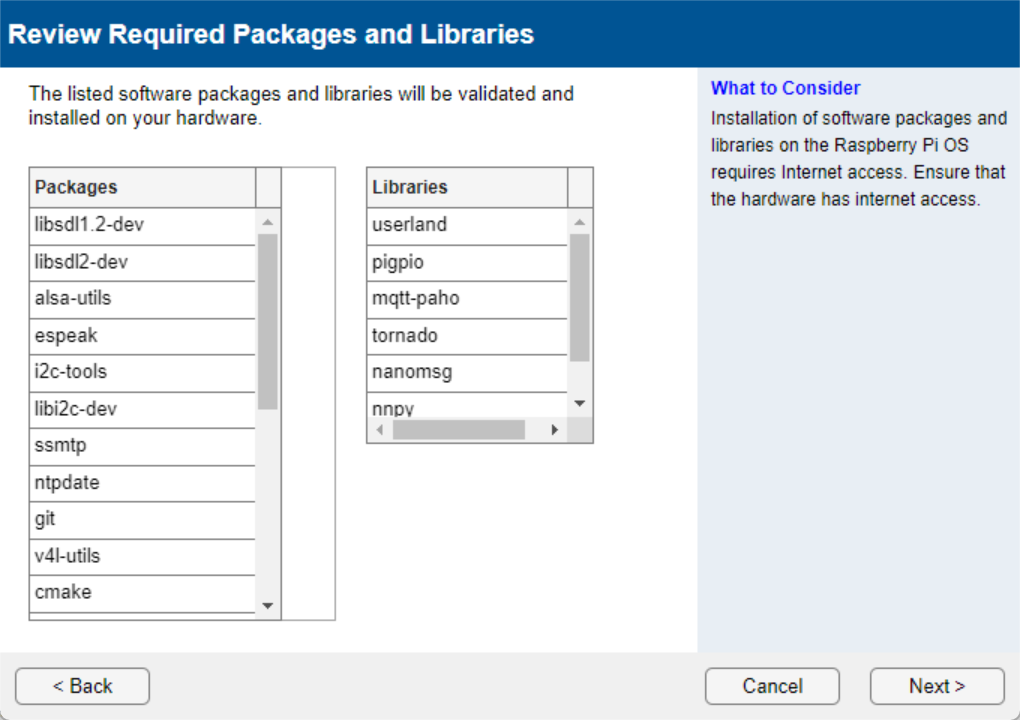 Review Required Packages and Libraries
The listed software packages and libraries will be validated and
installed on your hardware.
Packages
libsdl1.2-dev
libsdl2-dev
alsa-utils
espeak
i2c-tools
libi2c-dev
ssmtp
ntpdate
git
v4l-utils
cmake
Libraries
userland
pigpio
mqtt-paho
tornado
nanomsg
nnpy
What to Consider
Installation of software packages and
libraries on the Raspberry Pi OS
requires Internet access. Ensure that
the hardware has internet access.
< Back
Cancel
Next >